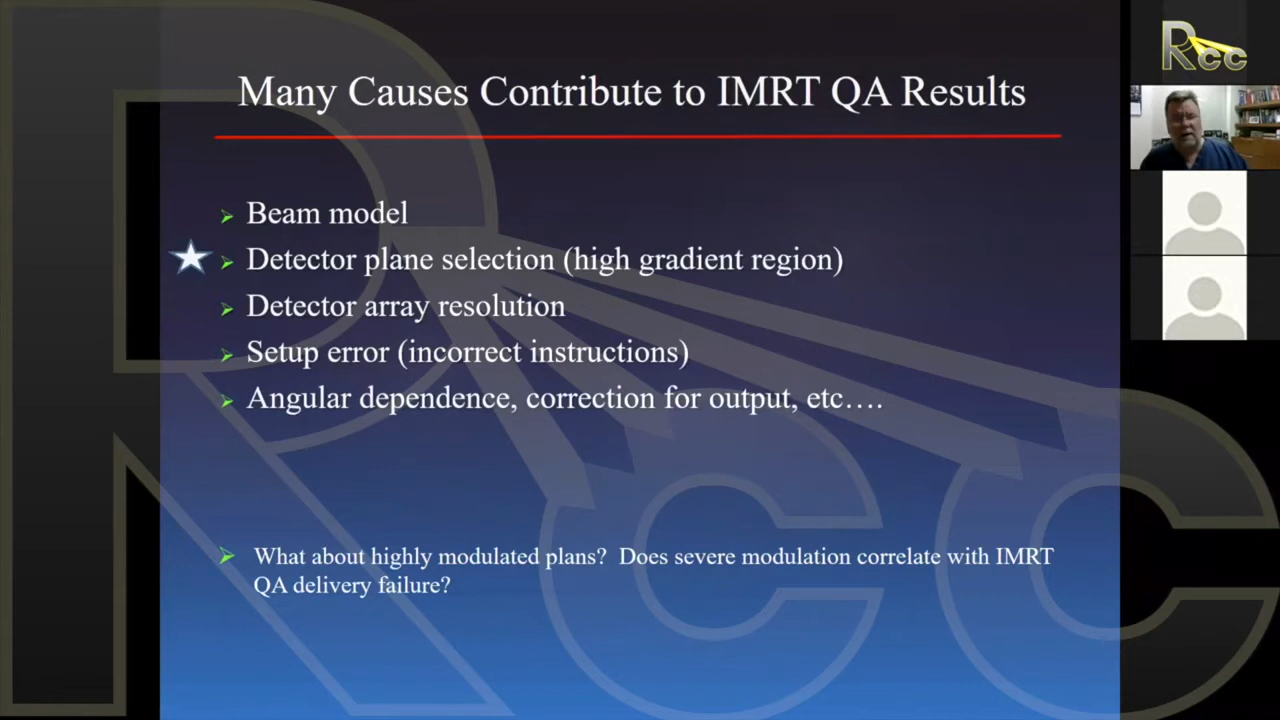 Many Causes Contribute to IMRT QA Results
Beam model
Detector plane selection (high gradient region)
Detector array resolution
Setup error (incorrect instructions)
Angular dependence, correction for output, etc….
What about highly modulated plans?  Does severe modulation correlate with IMRT
QA delivery failure?
Rcc
Rcc